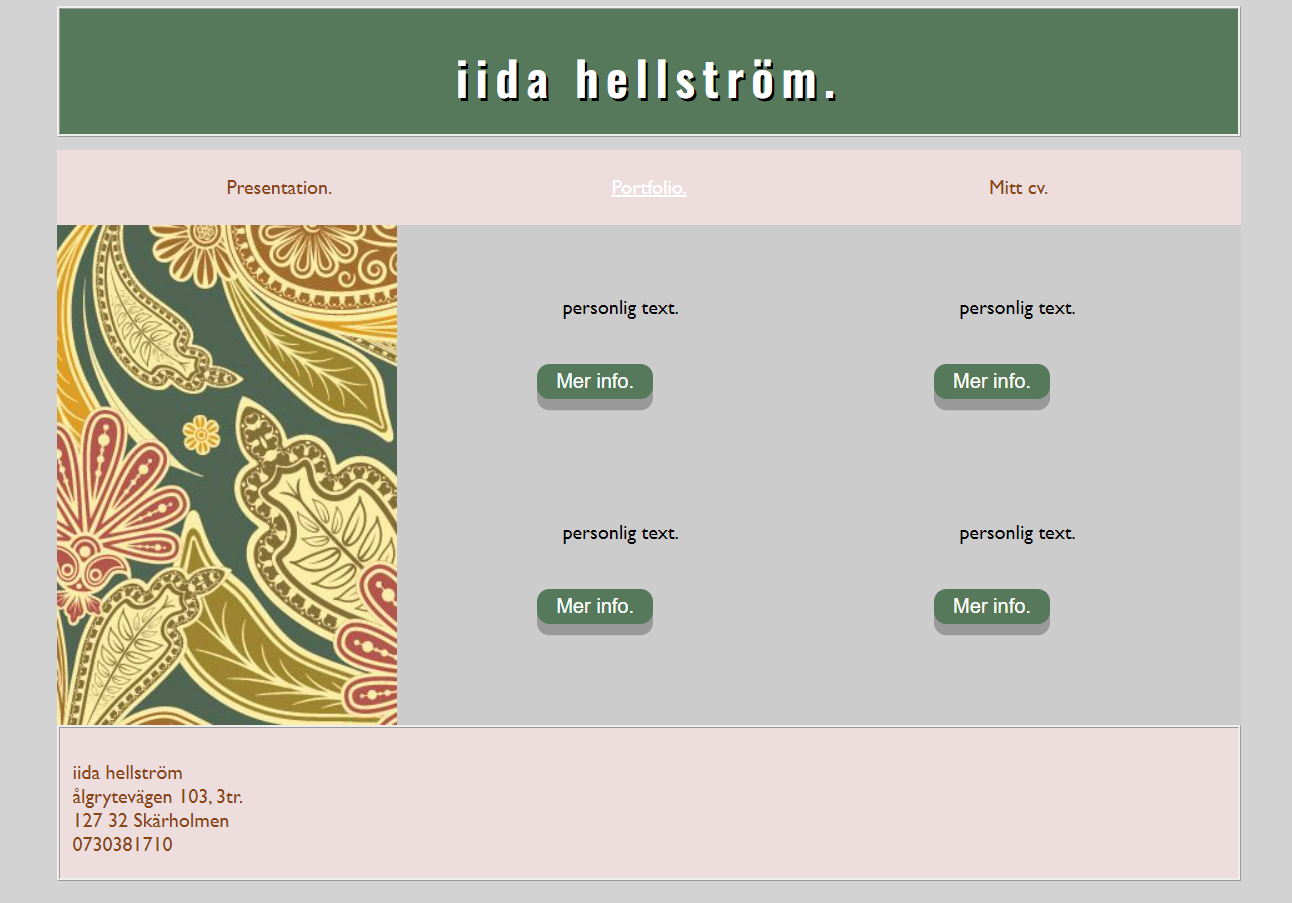 iida hellström.
Presentation.
Portfolio.
Mitt cv.
personlig text.
personlig text.
Mer info.
Mer info.
personlig text.
personlig text.
Mer info.
Mer info.
iida hellström
ålgrytevägen 103, 3tr.
127 32 Skärholmen
0730381710